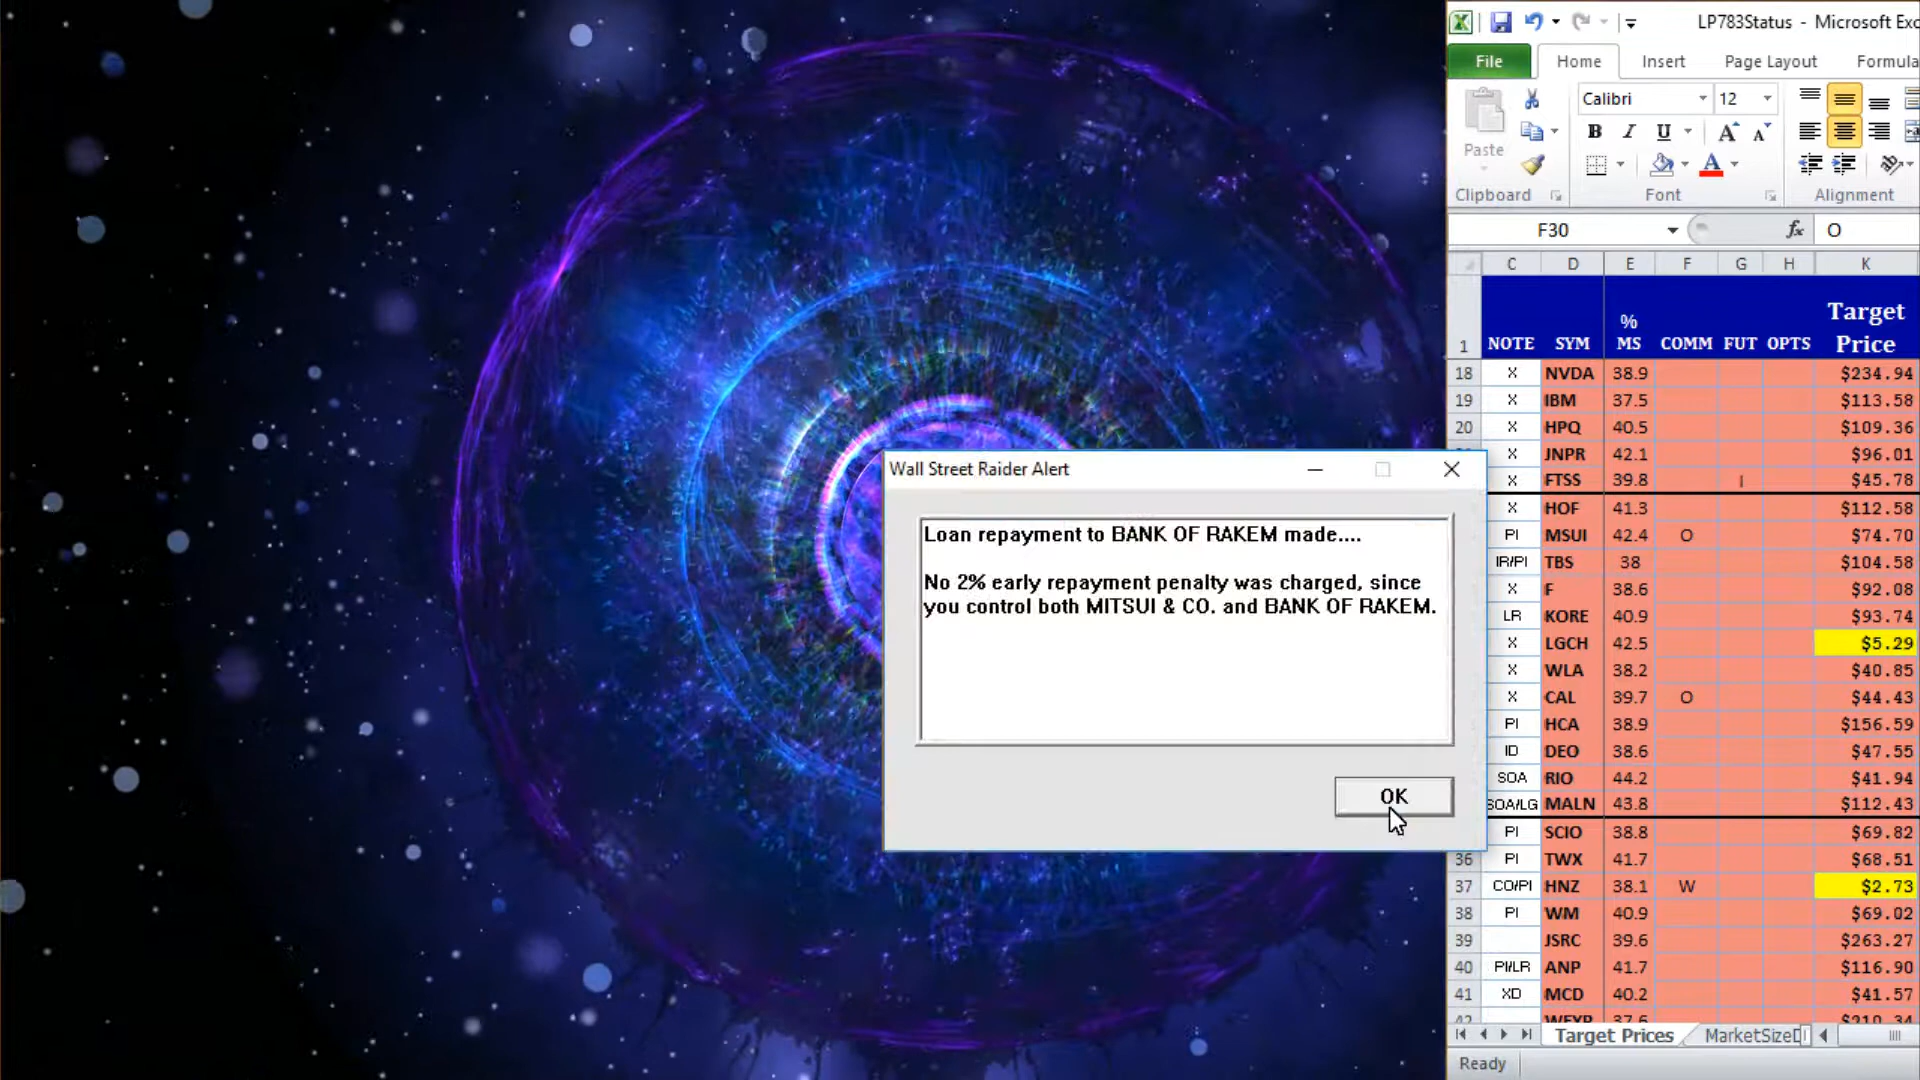 LP783Status - Microsoft Exc
File Home Insert Page Layout Formula
Calibri 12
Paste
B I U A A
A
Clipboard Font Alignment
F30 fx O
C D E F G H K
1 NOTE SYM % MS COMM FUT OPTS Target Price
18 X NVDA 38.9 $234.94
19 X IBM 37.5 $113.58
20 X HPQ 40.5 $109.36
X JNPR 42.1 $96.01
X FTSS 39.8 I $45.78
X HOF 41.3 $112.58
PI MSUI 42.4 O $74.70
IR/PI TBS 38 $104.58
X F 38.6 $92.08
LR KORE 40.9 $93.74
X LGCH 42.5 $5.29
X WLA 38.2 $40.85
X CAL 39.7 O $44.43
PI HCA 38.9 $156.59
ID DEO 38.6 $47.55
SOA RIO 44.2 $41.94
SOA/LG MALN 43.8 $112.43
PI SCIO 38.8 $69.82
36 PI TWX 41.7 $68.51
37 CO/PI HNZ 38.1 W $2.73
38 PI WM 40.9 $69.02
39 JSRC 39.6 $263.27
40 PI/LR ANP 41.7 $116.90
41 XD MCD 40.2 $41.57
Target Prices MarketSizeD
Ready
Wall Street Raider Alert
Loan repayment to BANK OF RAKEM made....
No 2% early repayment penalty was charged, since
you control both MITSUI & CO. and BANK OF RAKEM.
OK